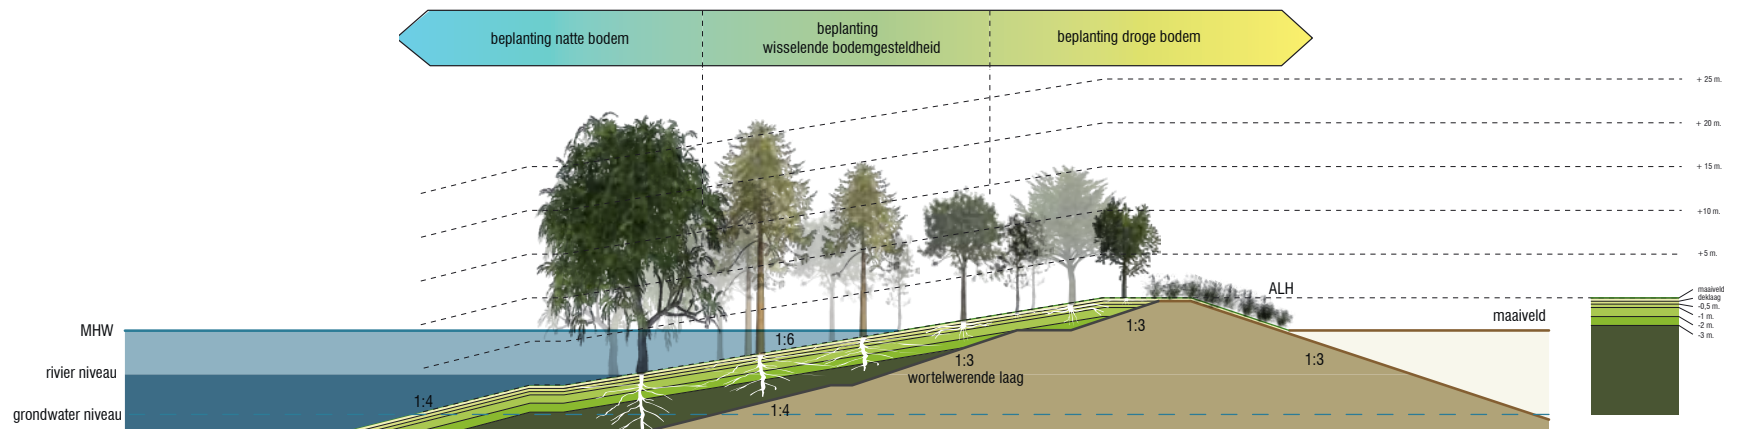 beplanting natte bodem
beplanting
wisselende bodemgesteldheid
beplanting droge bodem
+ 25 m.
+ 20 m.
+ 15 m.
+10 m.
+5 m.
ALH
maaiveld
deklaag
-0,5 m.
-1 m.
-2 m.
-3 m.
maaiveld
MHW
1:6
1:3
1:3
1:3
rivier niveau
wortelwerende laag
1:4
1:4
grondwater niveau